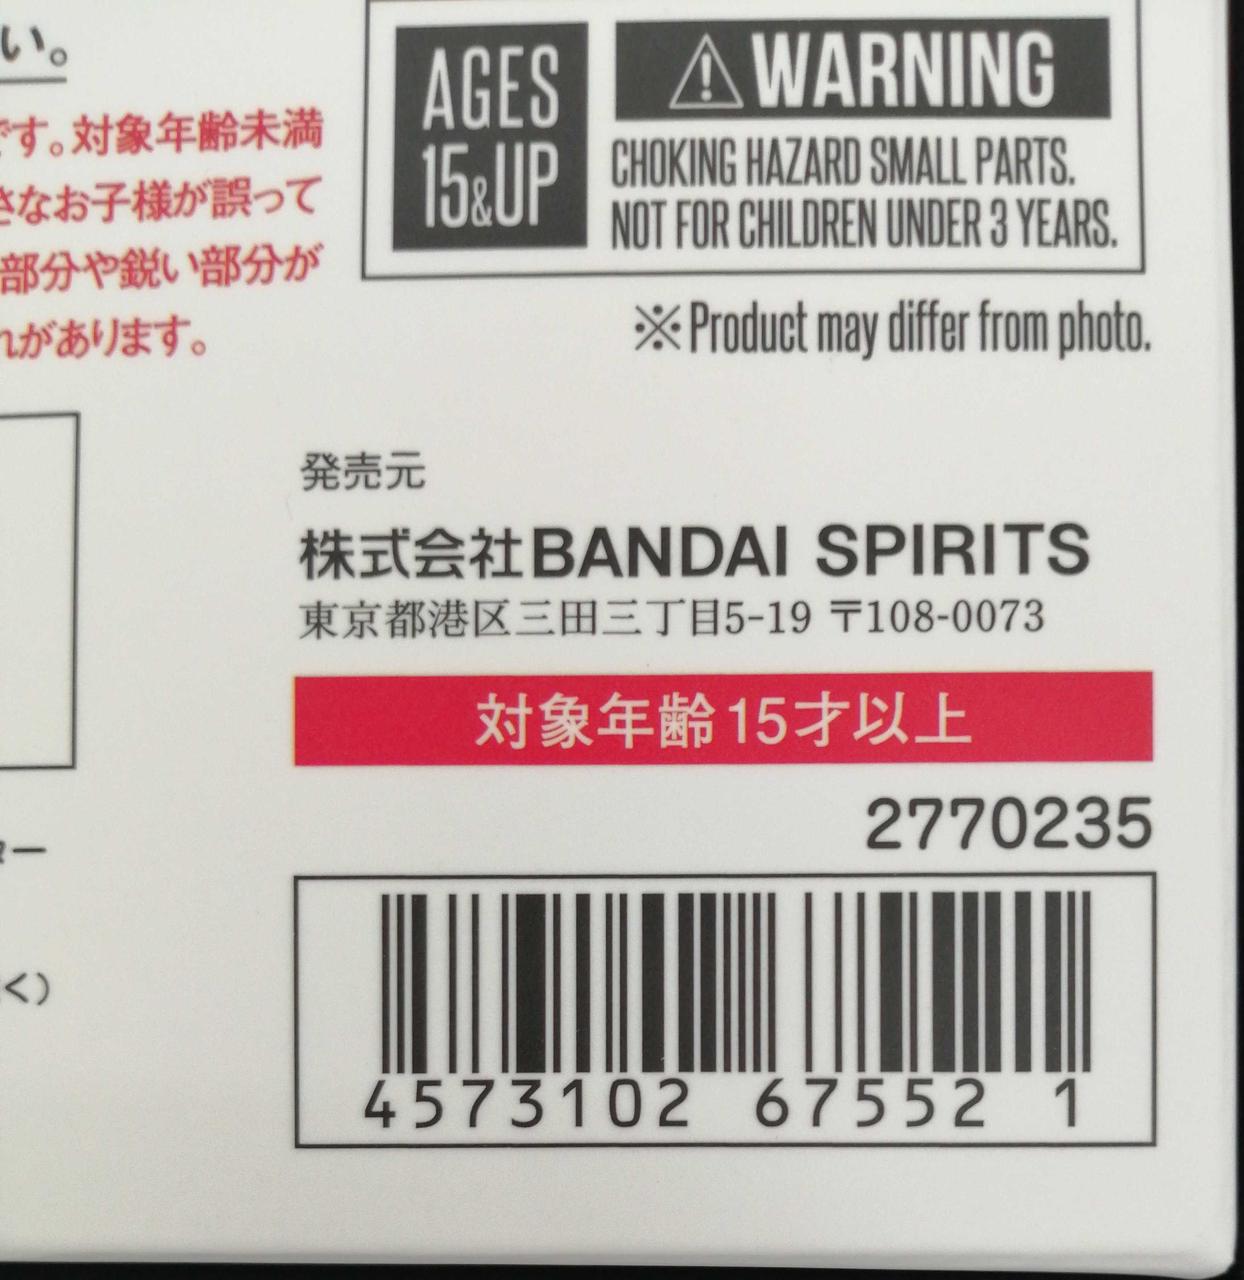 い。
です。対象年齢未満
さなお子様が誤って
部分や鋭い部分が
れがあります。
AGES
15&UP
WARNING
CHOKING HAZARD SMALL PARTS.
NOT FOR CHILDREN UNDER 3 YEARS.
※Product may differ from photo.
発売元
株式会社BANDAI SPIRITS
東京都港区三田三丁目5-19 〒108-0073
対象年齢15才以上
2770235
4573102 67552 1
ー
く）